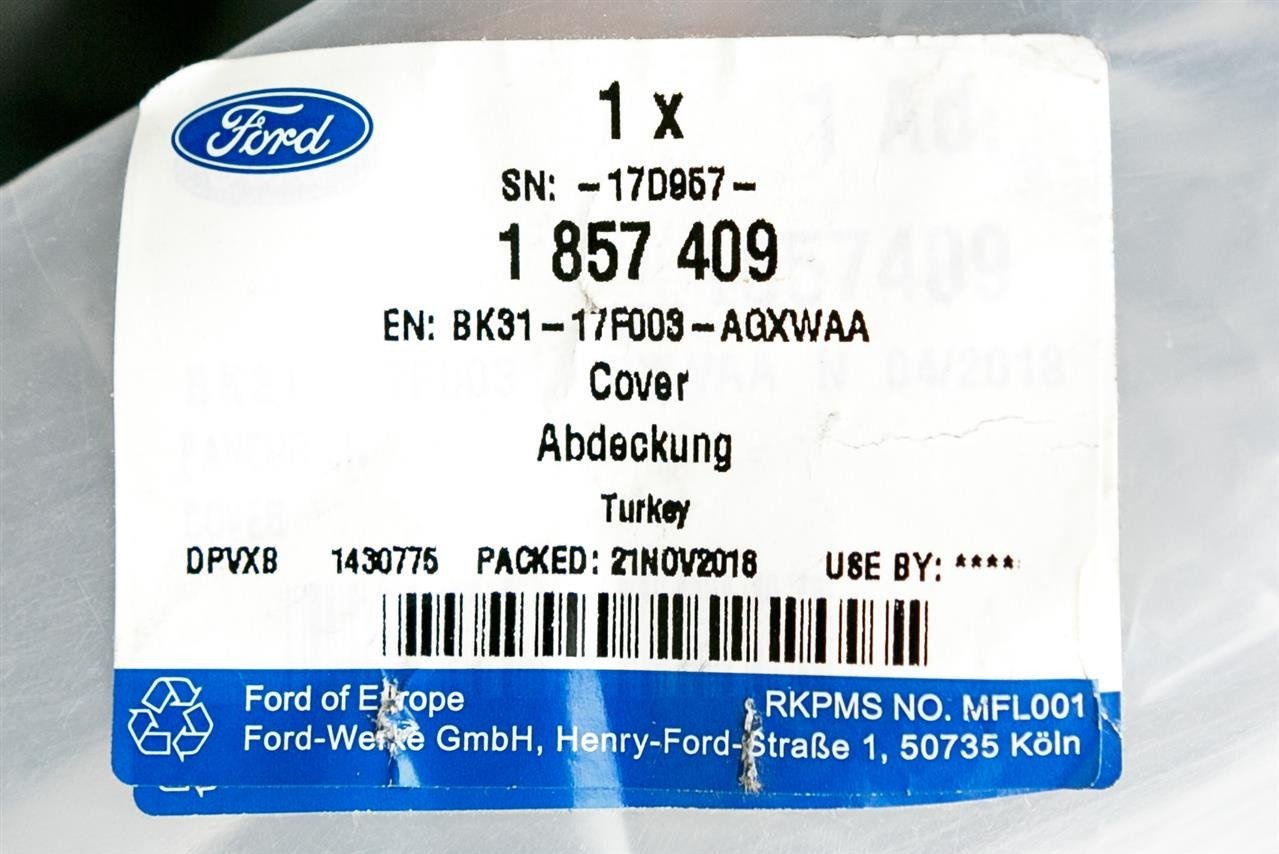 Ford
1 x
SN: -17D957-
1 857 409
EN: BK31-17F003-AGXWAA
Cover
Abdeckung
Turkey
DPVXB 1430775 PACKED: 21NOV2018 USE BY: ****
Ford of Europe
RKPMS NO. MFL001
Ford-Werke GmbH, Henry-Ford-Straße 1, 50735 Köln